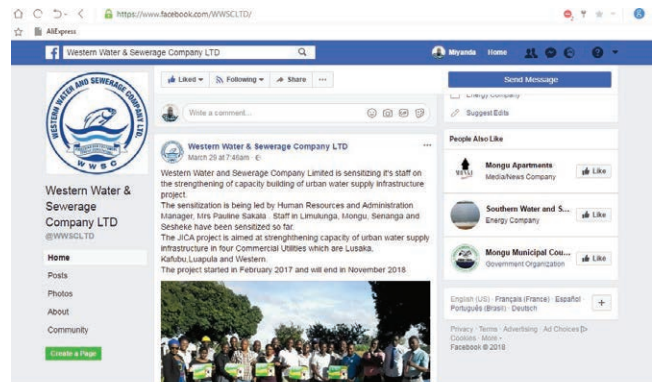 https://www.facebook.com/WWSCLTD/
AliExpress
Western Water & Sewerage Company LTD
Miyanda Home
WESTERN WATER AND SEWERAGE COMPANY LTD.
W W S C
Western Water &
Sewerage
Company LTD
@WWSCLTD
Home
Posts
Photos
About
Community
Create a Page
Liked Following Share
Write a comment...
Western Water & Sewerage Company LTD
March 29 at 7:46am
Western Water and Sewerage Company Limited is sensitizing it's staff on
the strengthening of capacity building of urban water supply infrastructure
project.
The sensitization is being led by Human Resources and Administration
Manager, Mrs Pauline Sakala . Staff in Limulunga, Mongu, Senanga and
Sesheke have been sensitized so far.
The JICA project is aimed at strenghthening capacity of urban water supply
infrastructure in four Commercial Utilities which are Lusaka,
Kafubu,Luapula and Western.
The project started in February 2017 and will end in November 2018
Send Message
Energy Company
Suggest Edits
People Also Like
Mongu Apartments
Media/News Company
Like
Southern Water and S...
Energy Company
Like
Mongu Municipal Cou...
Government Organization
Like
English (US) · Français (France) · Español ·
Português (Brasil) · Deutsch
Privacy · Terms · Advertising · Ad Choices
Cookies · More
Facebook © 2018